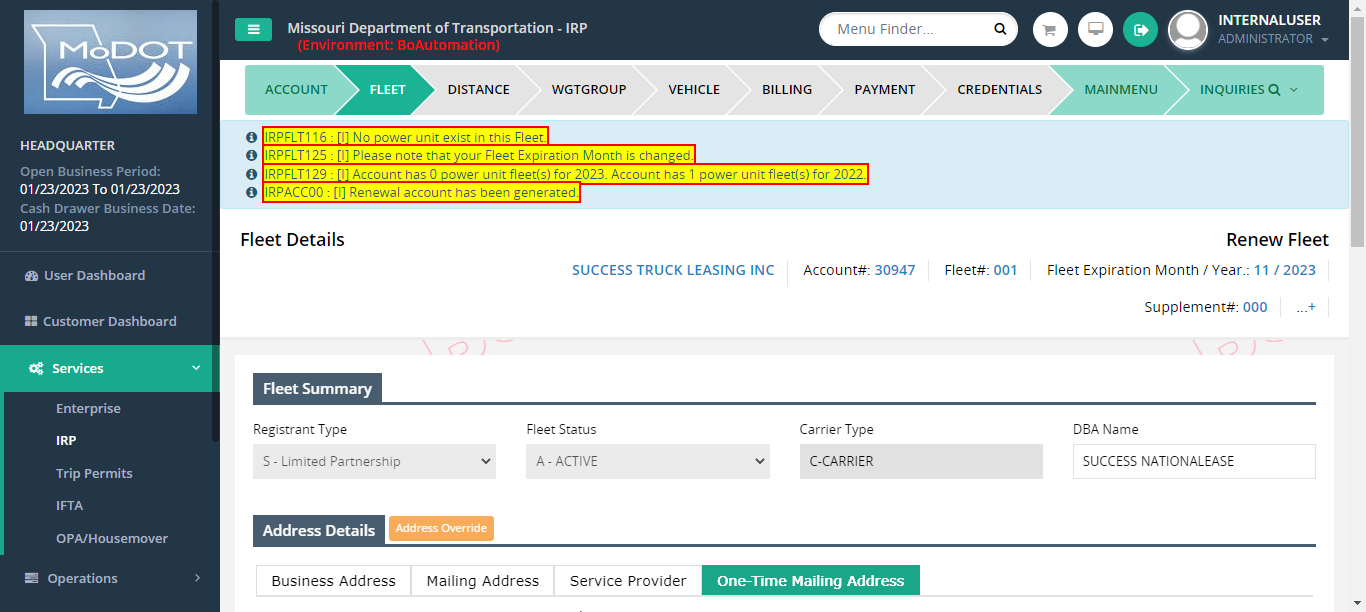 MoDOT
Missouri Department of Transportation - IRP
(Environment: BoAutomation)
Menu Finder...
INTERNALUSER
ADMINISTRATOR
ACCOUNT
FLEET
DISTANCE
WGTGROUP
VEHICLE
BILLING
PAYMENT
CREDENTIALS
MAINMENU
INQUIRIES
HEADQUARTER
Open Business Period:
01/23/2023 To 01/23/2023
Cash Drawer Business Date:
01/23/2023
User Dashboard
Customer Dashboard
Services
Enterprise
IRP
Trip Permits
IFTA
OPA/Housemover
Operations
IRPFLT116 : [I] No power unit exist in this Fleet.
IRPFLT125 : [I] Please note that your Fleet Expiration Month is changed.
IRPFLT129 : [I] Account has 0 power unit fleet(s) for 2023. Account has 1 power unit fleet(s) for 2022.
IRPACC00 : [I] Renewal account has been generated.
Fleet Details
Renew Fleet
SUCCESS TRUCK LEASING INC
Account#: 30947
Fleet#: 001
Fleet Expiration Month / Year.: 11 / 2023
Supplement#: 000
...+
Fleet Summary
Registrant Type
Fleet Status
Carrier Type
DBA Name
S - Limited Partnership
A - ACTIVE
C-CARRIER
SUCCESS NATIONALEASE
Address Details
Address Override
Business Address
Mailing Address
Service Provider
One-Time Mailing Address